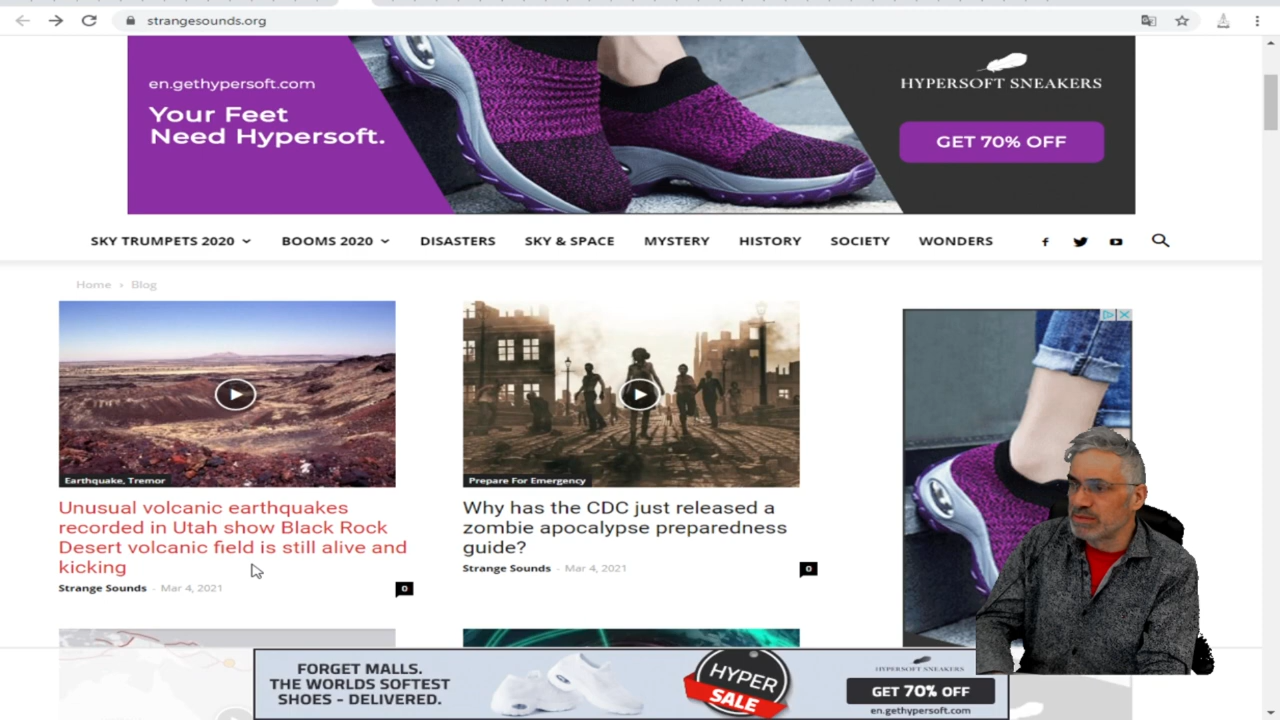 strangesounds.org
en.gethypersoft.com
Your Feet
Need Hypersoft.
HYPERSOFT SNEAKERS
GET 70% OFF
SKY TRUMPETS 2020
BOOMS 2020
DISASTERS
SKY & SPACE
MYSTERY
HISTORY
SOCIETY
WONDERS
Home › Blog
Earthquake, Tremor
Unusual volcanic earthquakes
recorded in Utah show Black Rock
Desert volcanic field is still alive and
kicking
Strange Sounds - Mar 4, 2021
0
Prepare For Emergency
Why has the CDC just released a
zombie apocalypse preparedness
guide?
Strange Sounds - Mar 4, 2021
0
FORGET MALLS.
THE WORLDS SOFTEST
SHOES - DELIVERED.
HYPER
SALE
HYPERSOFT SNEAKERS
GET 70% OFF
en.gethypersoft.com